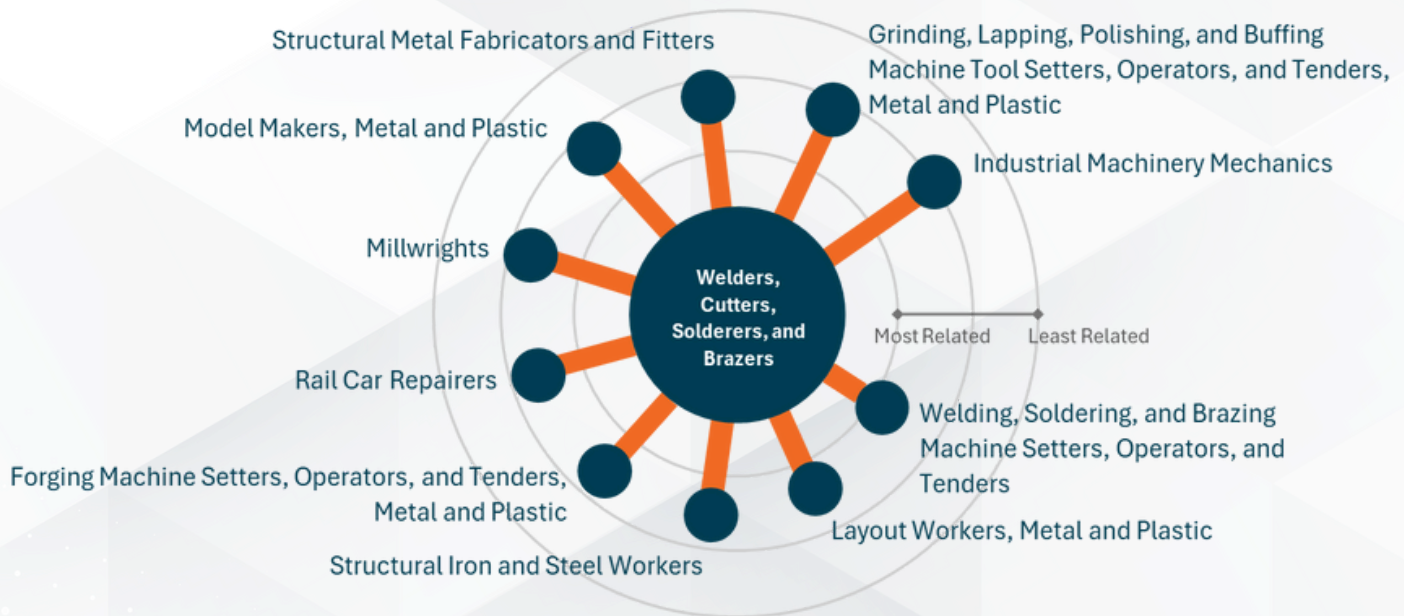 Structural Metal Fabricators and Fitters
Grinding, Lapping, Polishing, and Buffing
Machine Tool Setters, Operators, and Tenders,
Metal and Plastic
Model Makers, Metal and Plastic
Industrial Machinery Mechanics
Millwrights
Welders,
Cutters,
Solderers, and
Brazers
Most Related
Least Related
Rail Car Repairers
Welding, Soldering, and Brazing
Machine Setters, Operators, and
Tenders
Forging Machine Setters, Operators, and Tenders,
Metal and Plastic
Layout Workers, Metal and Plastic
Structural Iron and Steel Workers